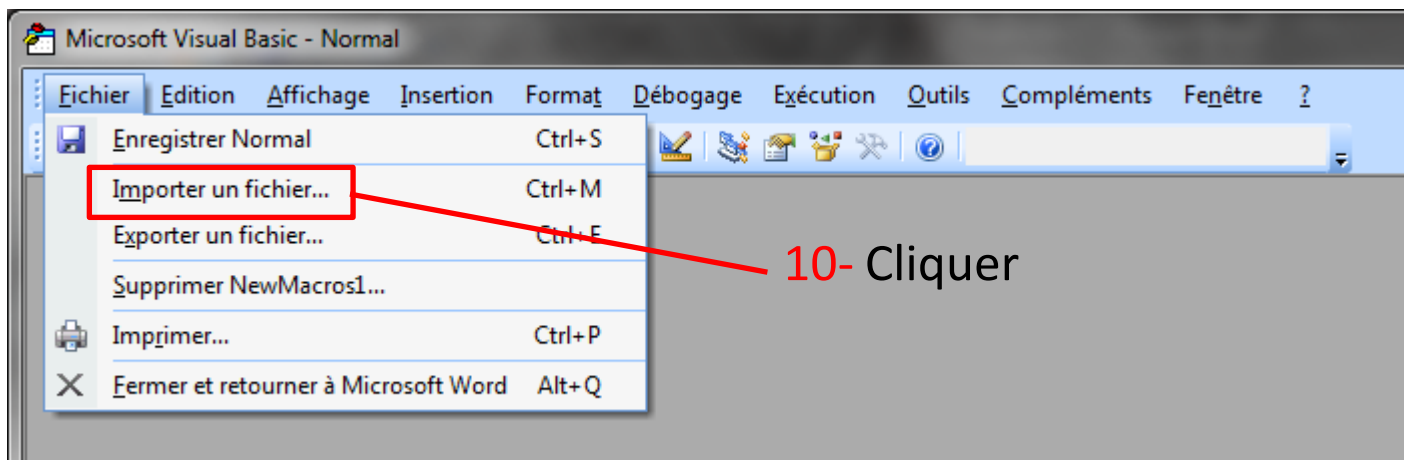 Microsoft Visual Basic - Normal
Fichier Edition Affichage Insertion Format Débogage Exécution Outils Compléments Fenêtre ?
Enregistrer Normal Ctrl+S
Importer un fichier... Ctrl+M
Exporter un fichier... Ctrl+E
10- Cliquer
Supprimer NewMacros1...
Imprimer... Ctrl+P
Fermer et retourner à Microsoft Word Alt+Q